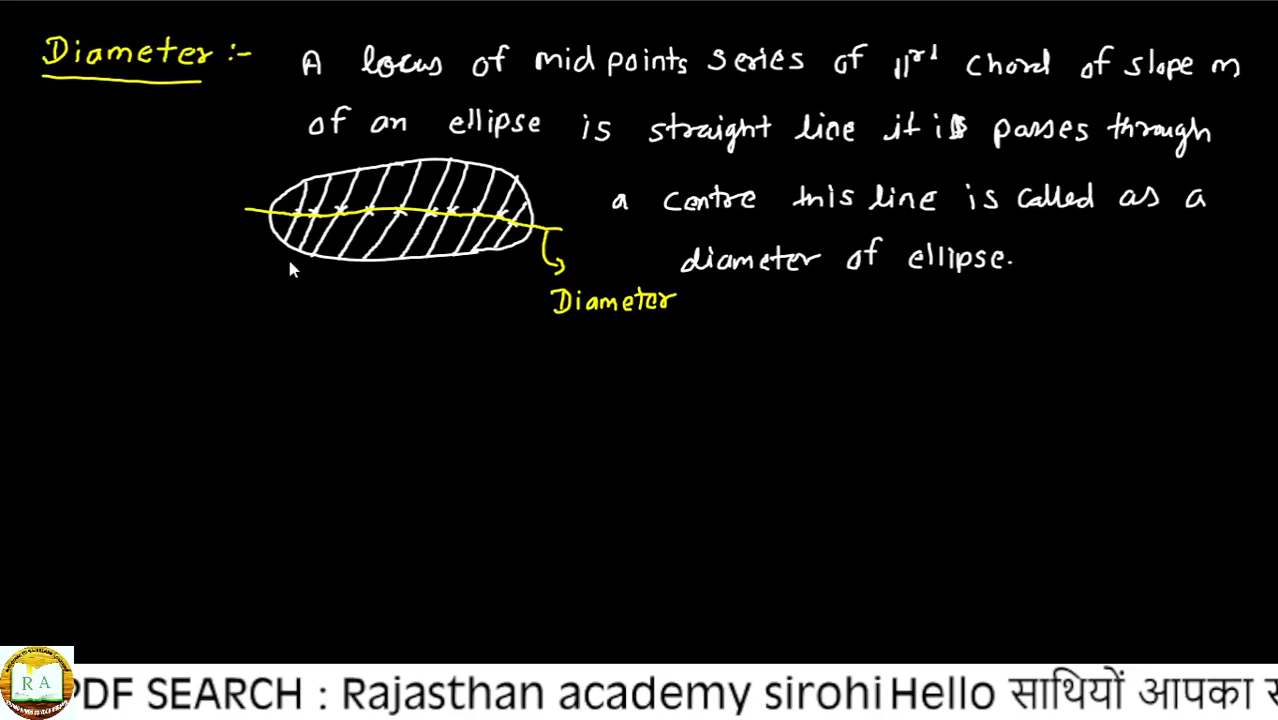 Diameter :- A locus of mid points series of ||rd chord of slope m
of an ellipse is straight line it is passes through
a centre this line is called as a
diameter of ellipse.
Diameter
RA
PDF SEARCH : Rajasthan academy sirohi Hello साथियों आपका स